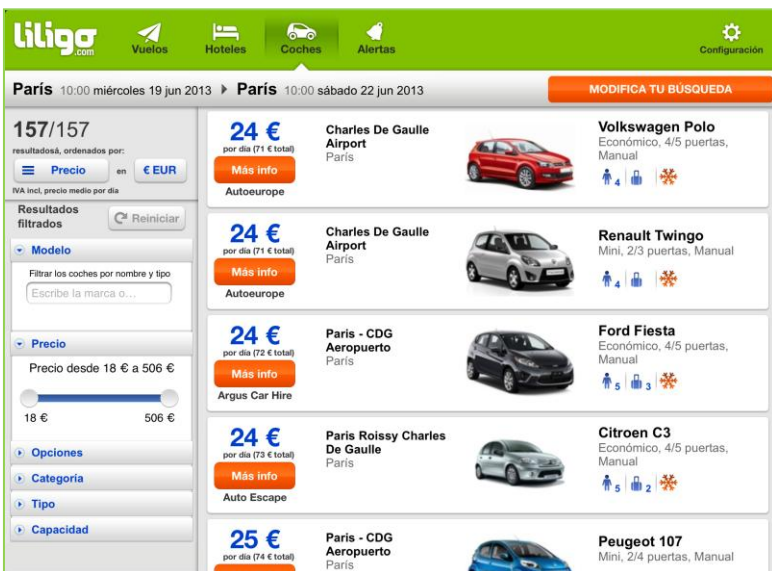 liligo.com
Vuelos
Hoteles
Coches
Alertas
Configuración
París 10:00 miércoles 19 jun 2013 París 10:00 sábado 22 jun 2013
MODIFICA TU BÚSQUEDA
157/157
resultadosá, ordenados por:
Precio en € EUR
IVA incl, precio medio por día
Resultados
filtrados
Reiniciar
Modelo
Filtrar los coches por nombre y tipo
Escribe la marca o...
Precio
Precio desde 18 € a 506 €
18 € 506 €
Opciones
Categoría
Tipo
Capacidad
24 €
por día (71 € total)
Más info
Autoeurope
Charles De Gaulle
Airport
París
Volkswagen Polo
Económico, 4/5 puertas,
Manual
4
24 €
por día (71 € total)
Más info
Autoeurope
Charles De Gaulle
Airport
París
Renault Twingo
Mini, 2/3 puertas, Manual
4
24 €
por día (72 € total)
Más info
Argus Car Hire
Paris - CDG
Aeropuerto
París
Ford Fiesta
Económico, 4/5 puertas,
Manual
5 3
24 €
por día (73 € total)
Más info
Auto Escape
Paris Roissy Charles
De Gaulle
París
Citroen C3
Económico, 4/5 puertas,
Manual
5 2
25 €
por día (74 € total)
Paris - CDG
Aeropuerto
París
Peugeot 107
Mini, 2/4 puertas, Manual